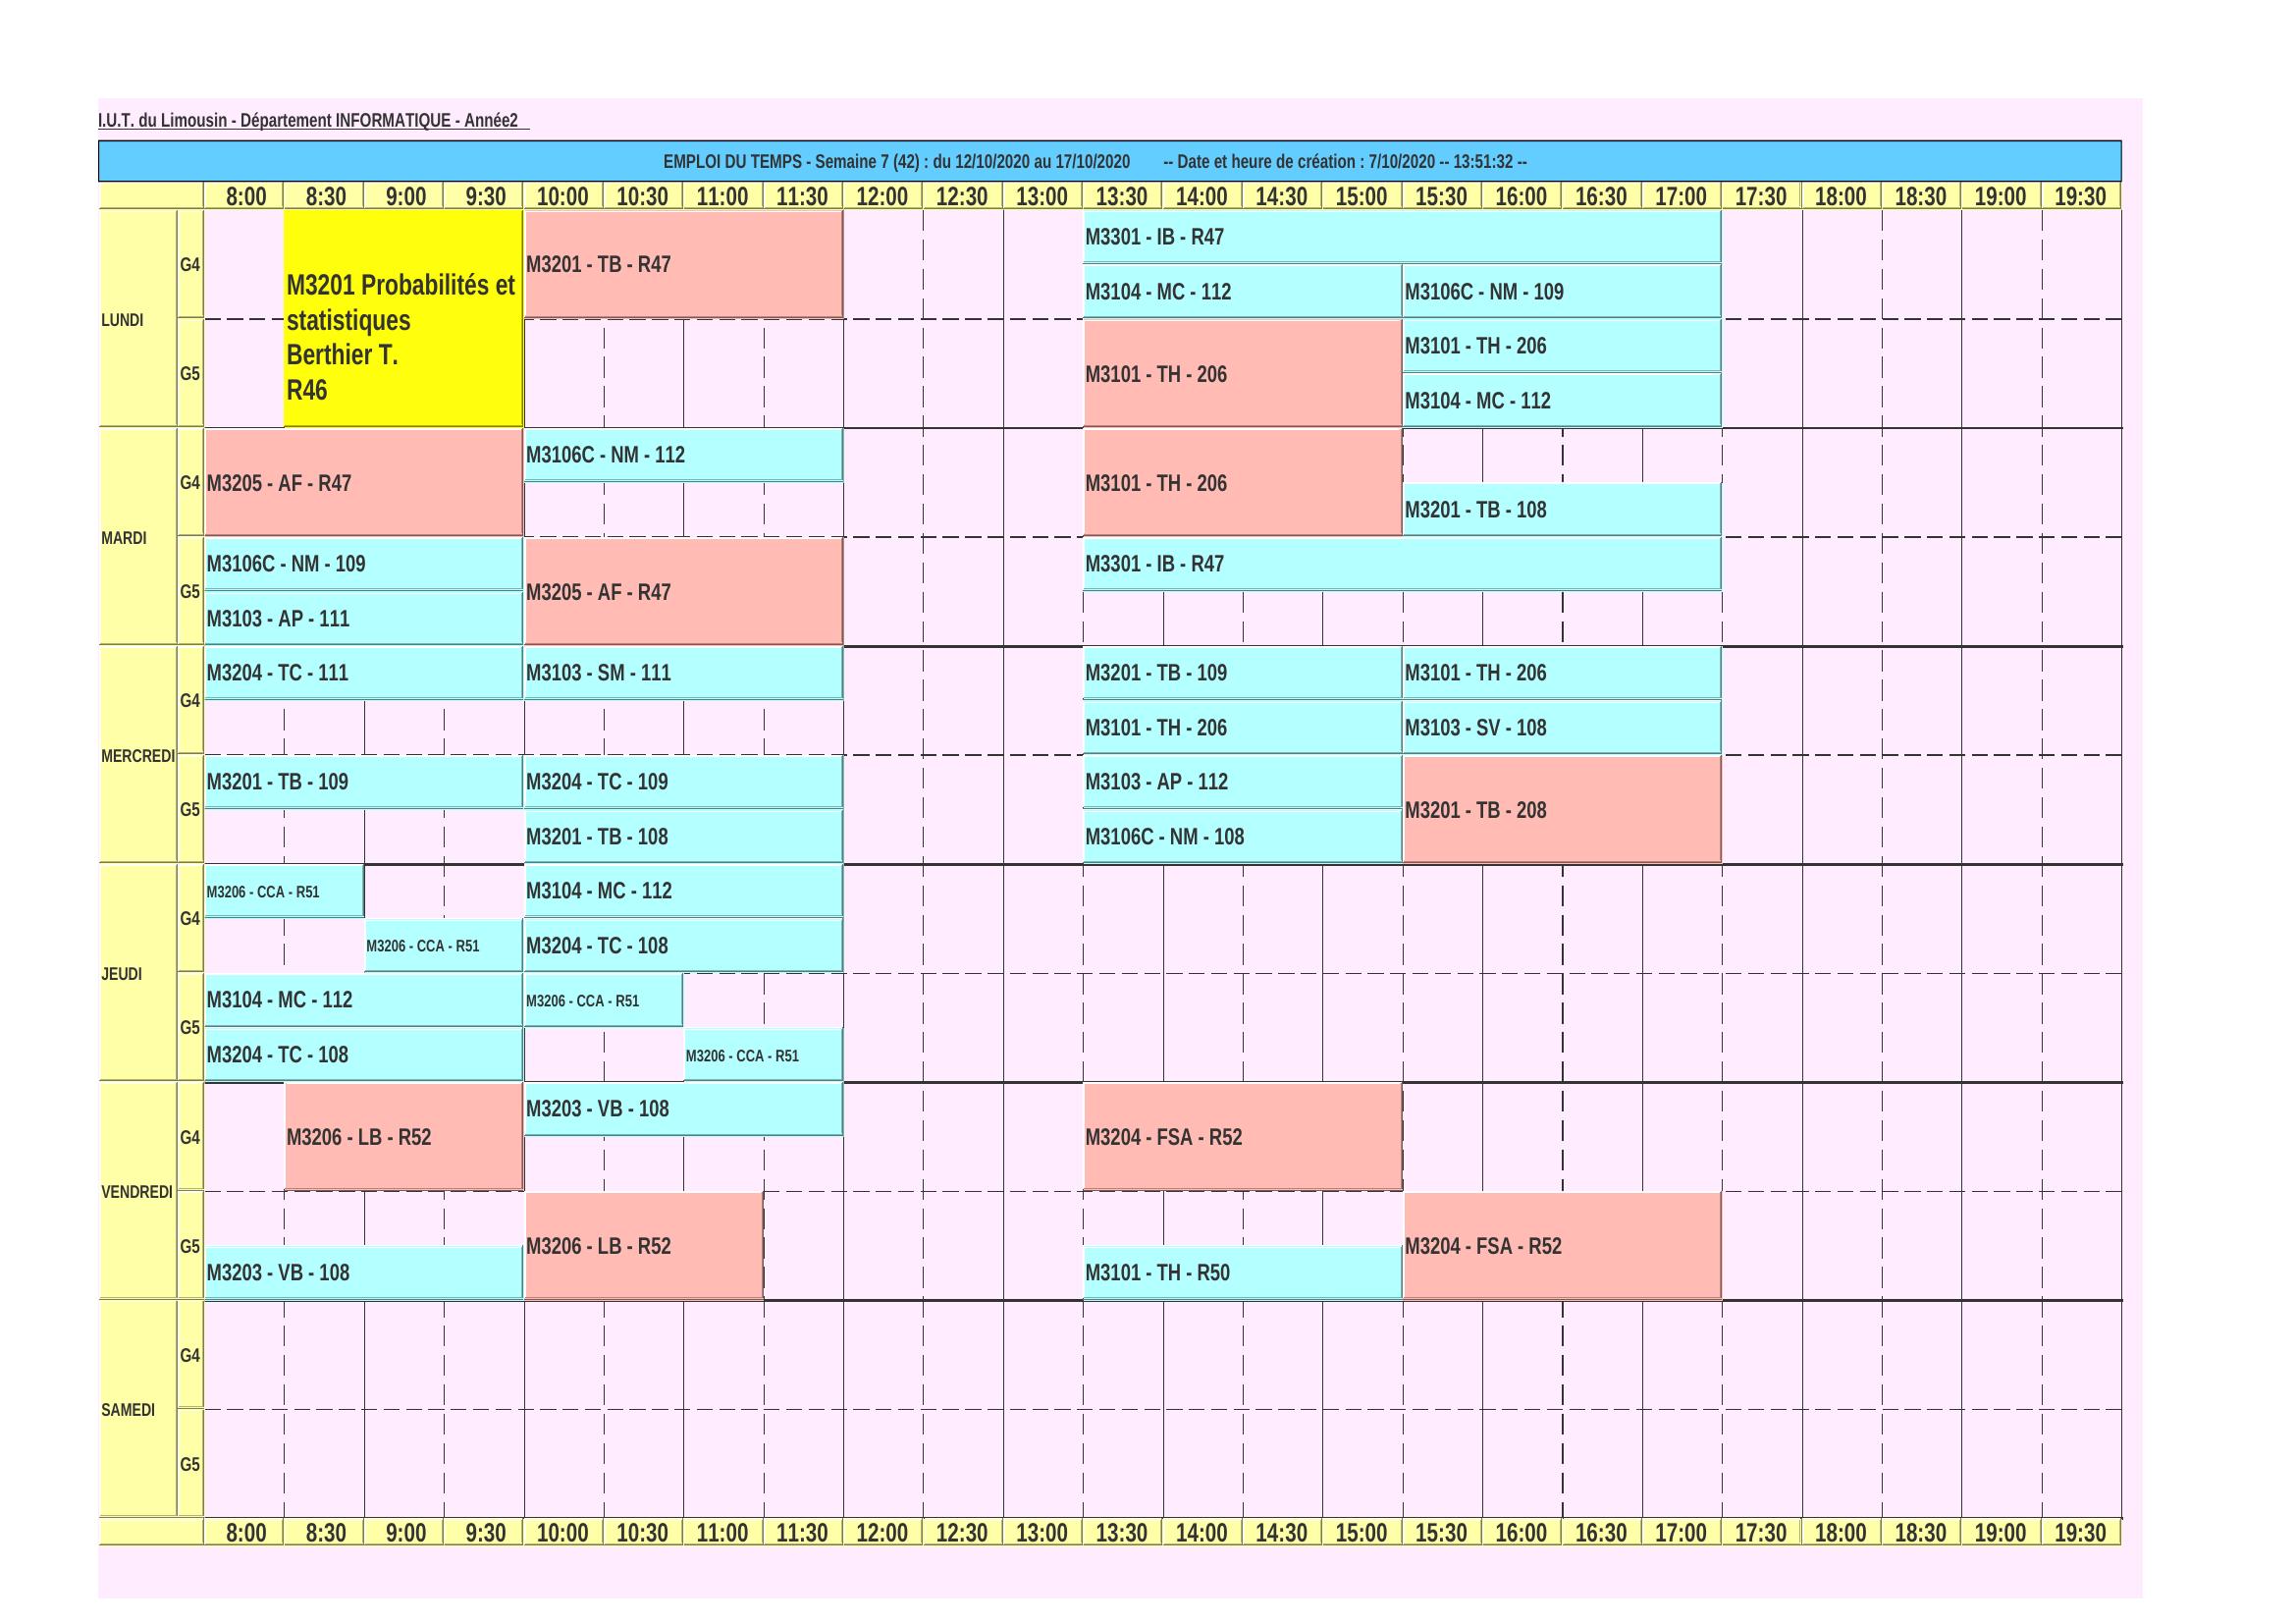 I.U.T. du Limousin - Département INFORMATIQUE - Année2
EMPLOI DU TEMPS - Semaine 7 (42) : du 12/10/2020 au 17/10/2020 -- Date et heure de création : 7/10/2020 -- 13:51:32 --
8:00 8:30 9:00 9:30 10:00 10:30 11:00 11:30 12:00 12:30 13:00 13:30 14:00 14:30 15:00 15:30 16:00 16:30 17:00 17:30 18:00 18:30 19:00 19:30
LUNDI
G4
M3201 Probabilités et
statistiques
Berthier T.
R46
M3201 - TB - R47
M3301 - IB - R47
M3104 - MC - 112
M3106C - NM - 109
G5
M3101 - TH - 206
M3101 - TH - 206
M3104 - MC - 112
MARDI
G4
M3205 - AF - R47
M3106C - NM - 112
M3101 - TH - 206
M3201 - TB - 108
G5
M3106C - NM - 109
M3103 - AP - 111
M3205 - AF - R47
M3301 - IB - R47
MERCREDI
G4
M3204 - TC - 111
M3103 - SM - 111
M3201 - TB - 109
M3101 - TH - 206
M3101 - TH - 206
M3103 - SV - 108
G5
M3201 - TB - 109
M3204 - TC - 109
M3201 - TB - 108
M3103 - AP - 112
M3106C - NM - 108
M3201 - TB - 208
JEUDI
G4
M3206 - CCA - R51
M3104 - MC - 112
M3206 - CCA - R51
M3204 - TC - 108
G5
M3104 - MC - 112
M3206 - CCA - R51
M3204 - TC - 108
M3206 - CCA - R51
VENDREDI
G4
M3206 - LB - R52
M3203 - VB - 108
M3204 - FSA - R52
G5
M3203 - VB - 108
M3206 - LB - R52
M3101 - TH - R50
M3204 - FSA - R52
SAMEDI
G4
G5
8:00 8:30 9:00 9:30 10:00 10:30 11:00 11:30 12:00 12:30 13:00 13:30 14:00 14:30 15:00 15:30 16:00 16:30 17:00 17:30 18:00 18:30 19:00 19:30